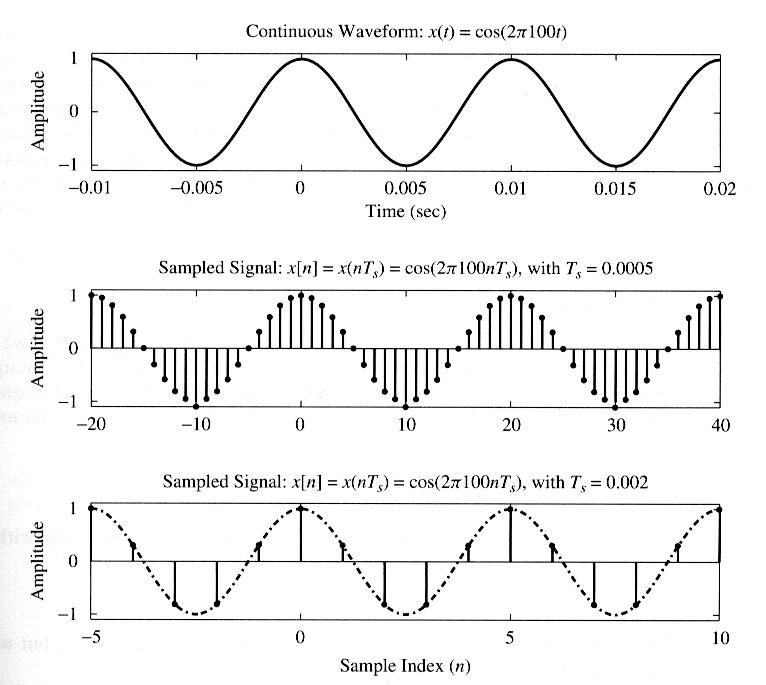 Continuous Waveform: x(t) = cos(2π100t)
Amplitude
1
0
−1
−0.01 −0.005 0 0.005 0.01 0.015 0.02
Time (sec)
Sampled Signal: x[n] = x(nTₛ) = cos(2π100nTₛ), with Tₛ = 0.0005
Amplitude
1
0
−1
−20 −10 0 10 20 30 40
Sampled Signal: x[n] = x(nTₛ) = cos(2π100nTₛ), with Tₛ = 0.002
Amplitude
1
0
−1
−5 0 5 10
Sample Index (n)